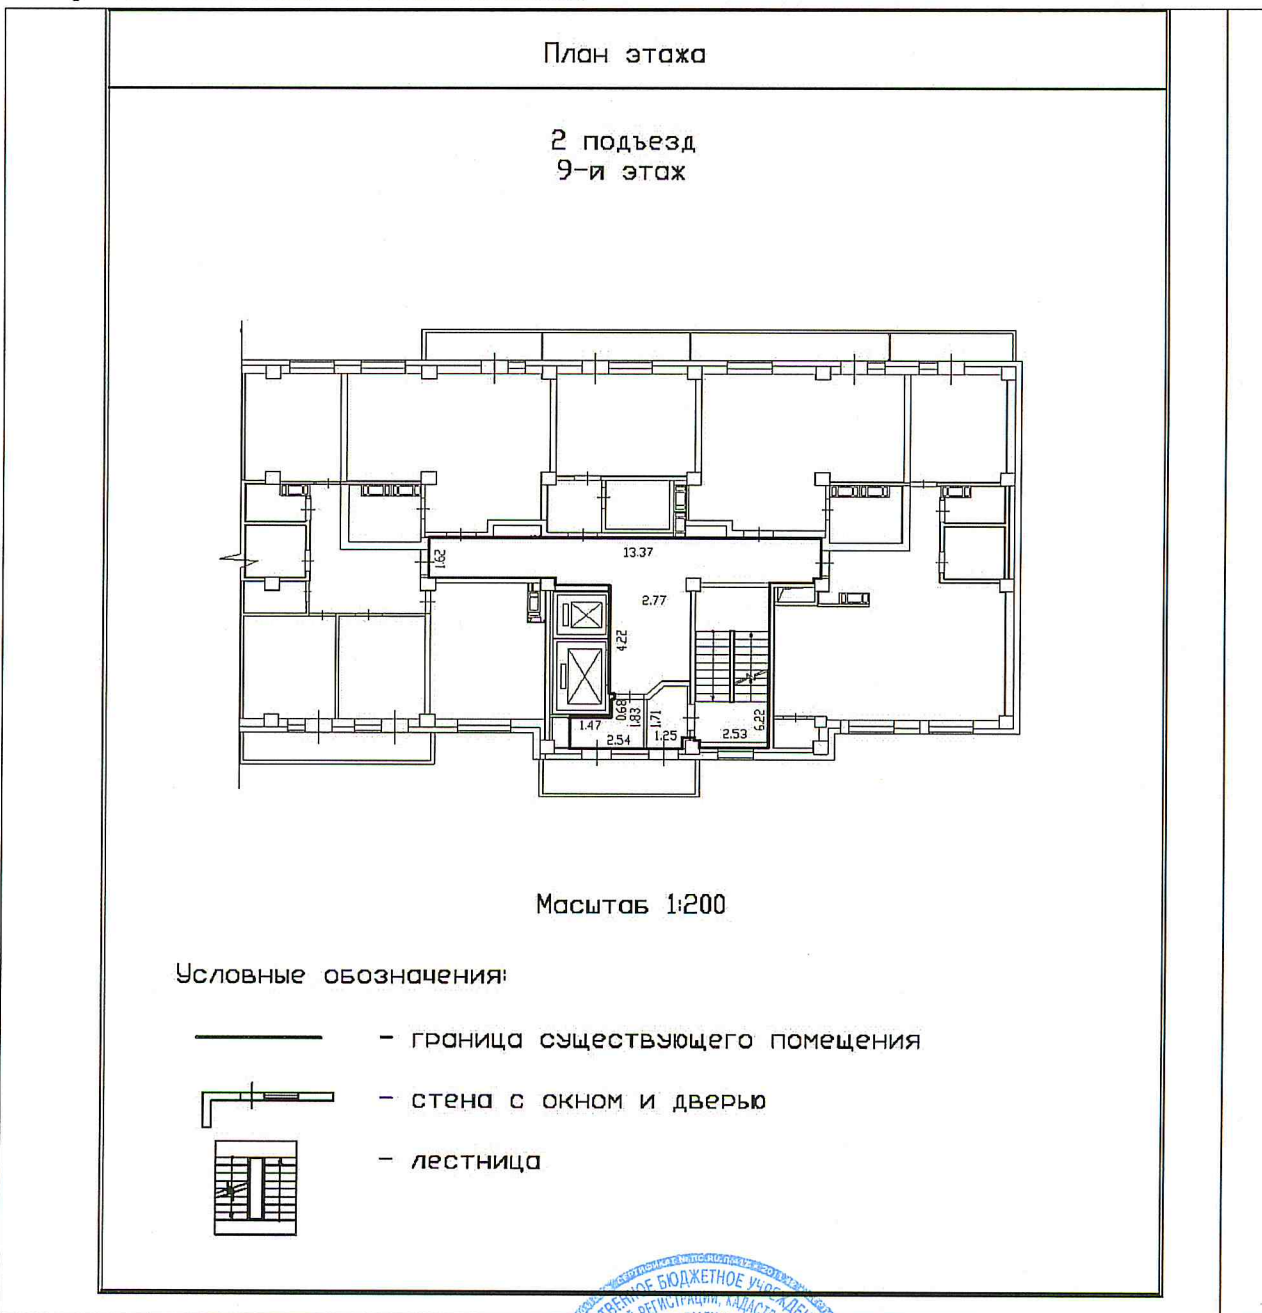 План этажа
2 подъезд
9-и этаж
13.37
1.62
2.77
4.22
0.68
1.83
1.71
1.47
2.54
1.25
2.53
6.22
Масштаб 1:200
Условные обозначения:
- граница существующего помещения
- стена с окном и дверью
- лестница
БЮДЖЕТНОЕ